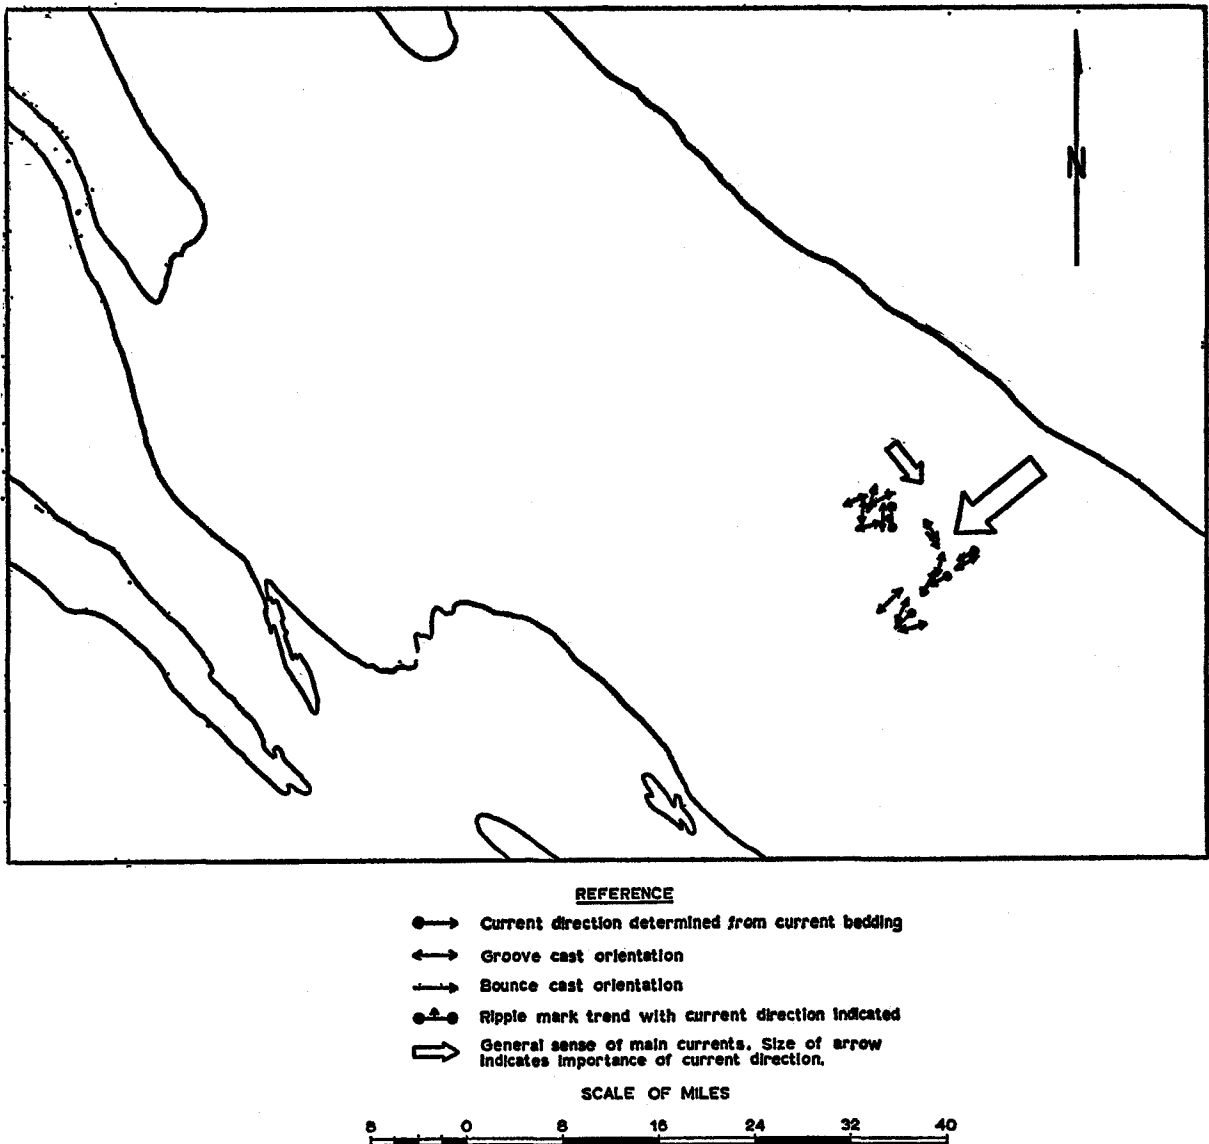 N
REFERENCE
Current direction determined from current bedding
Groove cast orientation
Bounce cast orientation
Ripple mark trend with current direction indicated
General sense of main currents. Size of arrow
indicates importance of current direction.
SCALE OF MILES
8 0 8 16 24 32 40